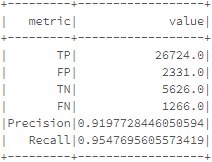 +---------+------------------+
|   metric|             value|
+---------+------------------+
|       TP|           26724.0|
|       FP|            2331.0|
|       TN|            5626.0|
|       FN|            1266.0|
|Precision|0.9197728446050594|
|   Recall|0.9547695605573419|
+---------+------------------+